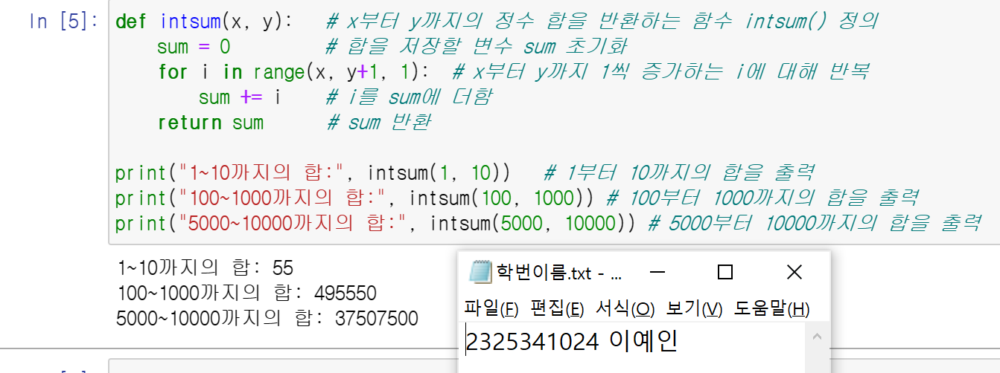 In [5]: def intsum(x, y):   # x부터 y까지의 정수 합을 반환하는 함수 intsum() 정의
    sum = 0         # 합을 저장할 변수 sum 초기화
    for i in range(x, y+1, 1):  # x부터 y까지 1씩 증가하는 i에 대해 반복
        sum += i    # i를 sum에 더함
    return sum      # sum 반환
print("1~10까지의 합:", intsum(1, 10))   # 1부터 10까지의 합을 출력
print("100~1000까지의 합:", intsum(100, 1000)) # 100부터 1000까지의 합을 출력
print("5000~10000까지의 합:", intsum(5000, 10000)) # 5000부터 10000까지의 합을 출력
1~10까지의 합: 55
100~1000까지의 합: 495550
5000~10000까지의 합: 37507500
학번이름.txt - ...
파일(F) 편집(E) 서식(O) 보기(V) 도움말(H)
2325341024 이예인